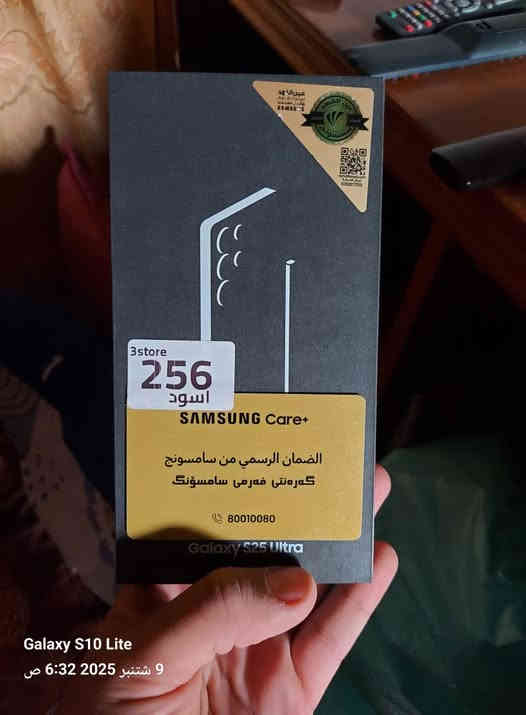 3store
256
اسود
SAMSUNG Care+
الضمان الرسمي من سامسونج
گەرەنتی فەرمی سامسۆنگ
80010080
Galaxy S25 Ultra
Galaxy S10 Lite
9 شتنبر 2025 6:32 ص